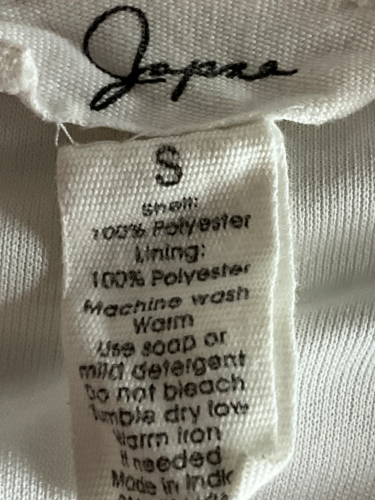 Japna
S
Shell:
100% Polyester
Lining:
100% Polyester
Machine wash
Warm
Use soap or
mild detergent
Do not bleach
Tumble dry low
Warm iron
if needed
Made in India